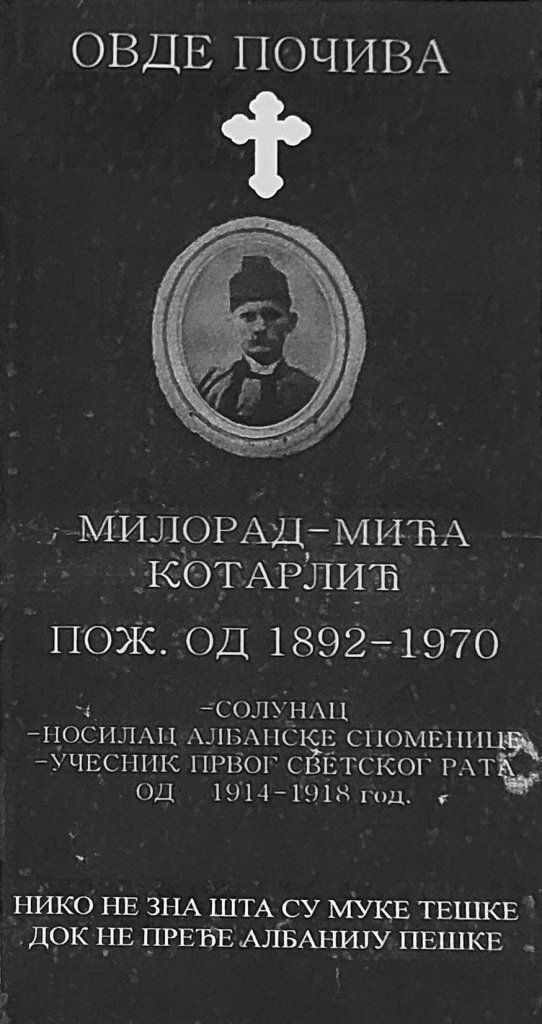 ОВДЕ ПОЧИВА
МИЛОРАД-МИЋА
КОТАРЛИЋ
ПОЖ. ОД 1892-1970
-СОЛУНАЦ
-НОСИЛАЦ АЛБАНСКЕ СПОМЕНИЦЕ
-УЧЕСНИК ПРВОГ СВЕТСКОГ РАТА
ОД 1914-1918 год.
НИКО НЕ ЗНА ШТА СУ МУКЕ ТЕШКЕ
ДОК НЕ ПРЕЂЕ АЛБАНИЈУ ПЕШКЕ